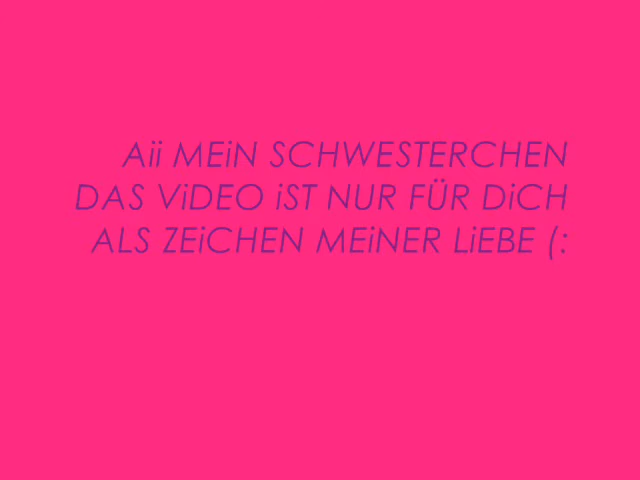 Aii MEiN SCHWESTERCHEN
DAS ViDEO iST NUR FÜR DiCH
ALS ZEiCHEN MEiNER LiEBE (: